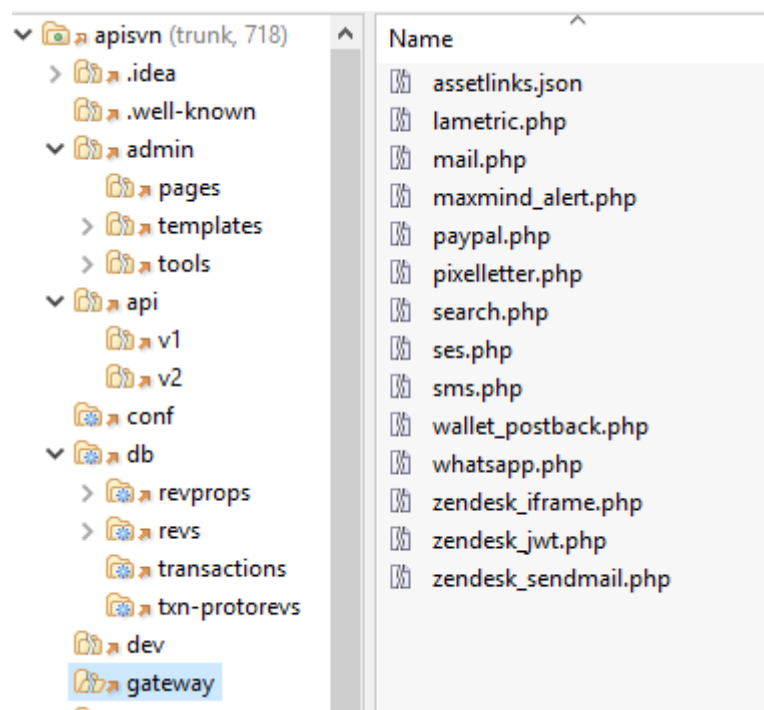 apisvn (trunk, 718)
.idea
.well-known
admin
pages
templates
tools
api
v1
v2
conf
db
revprops
revs
transactions
txn-protorevs
dev
gateway
Name
assetlinks.json
lametric.php
mail.php
maxmind_alert.php
paypal.php
pixelletter.php
search.php
ses.php
sms.php
wallet_postback.php
whatsapp.php
zendesk_iframe.php
zendesk_jwt.php
zendesk_sendmail.php